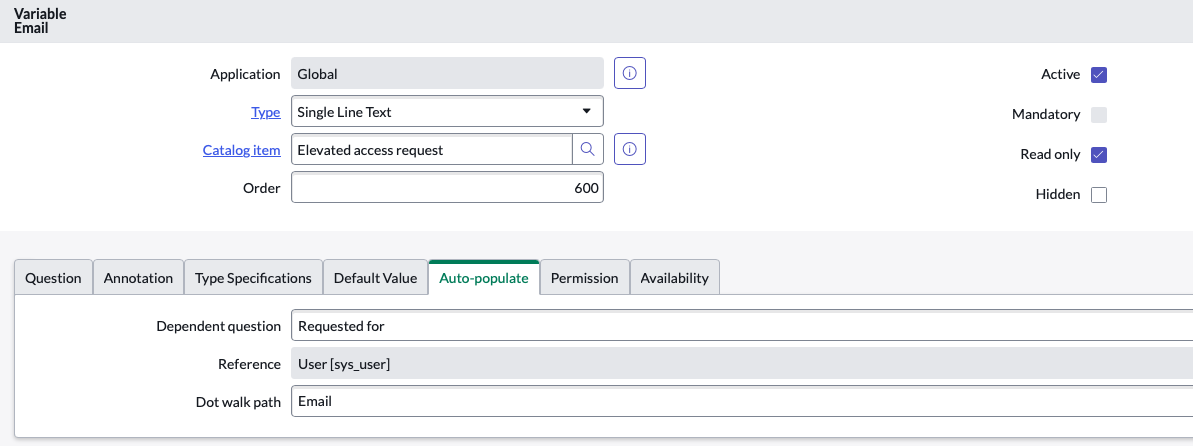 Variable
Email
Application Global
Active
Type Single Line Text
Mandatory
Catalog item Elevated access request
Read only
Order 600
Hidden
Question Annotation Type Specifications Default Value Auto-populate Permission Availability
Dependent question Requested for
Reference User [sys_user]
Dot walk path Email